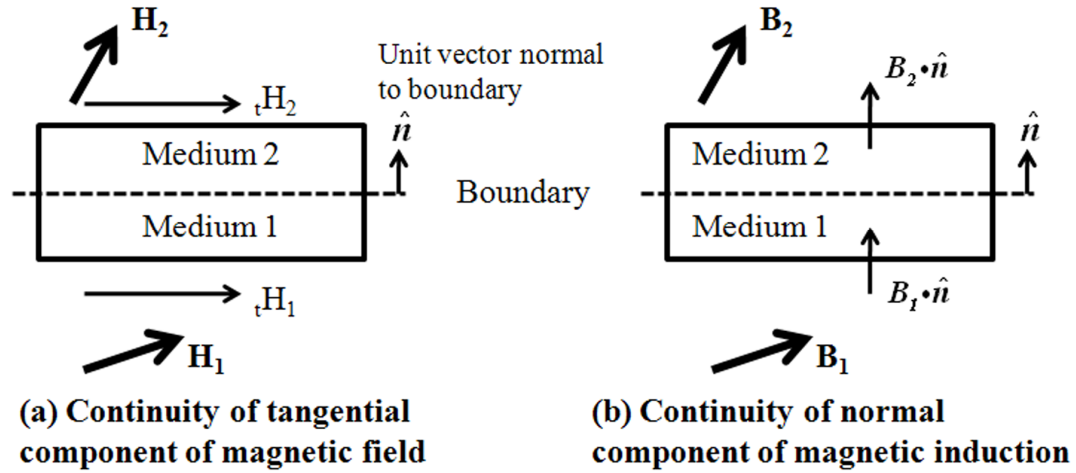 H₂
Unit vector normal
to boundary
ₜH₂
n̂
Medium 2
Boundary
Medium 1
ₜH₁
H₁
(a) Continuity of tangential
component of magnetic field
B₂
B₂•n̂
n̂
Medium 2
Medium 1
B₁•n̂
B₁
(b) Continuity of normal
component of magnetic induction